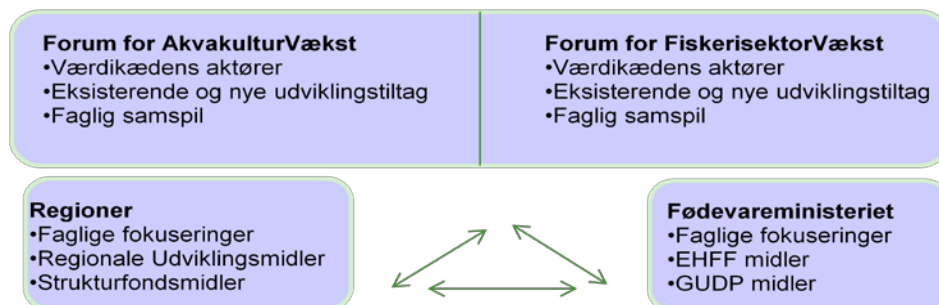 Forum for AkvakulturVækst
•Værdikædens aktører
•Eksisterende og nye udviklingstiltag
•Faglig samspil
Forum for FiskerisektorVækst
•Værdikædens aktører
•Eksisterende og nye udviklingstiltag
•Faglig samspil
Regioner
•Faglige fokuseringer
•Regionale Udviklingsmidler
•Strukturfondsmidler
Fødevareministeriet
•Faglige fokuseringer
•EHFF midler
•GUDP midler